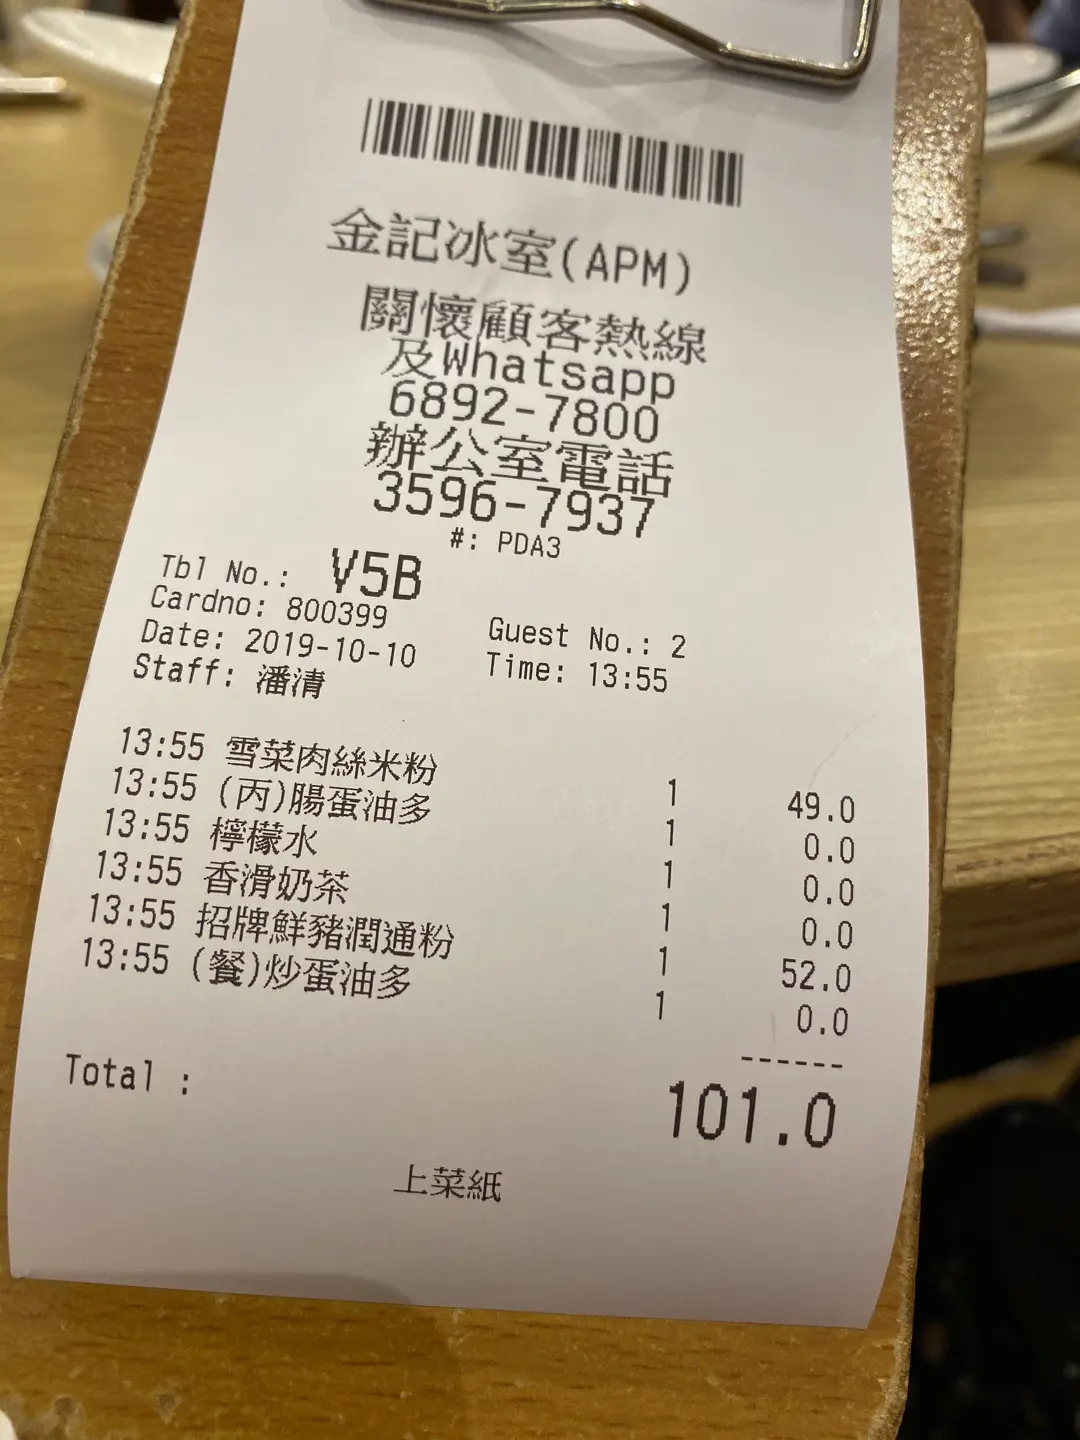 金記冰室(APM)
關懷顧客熱線
及Whatsapp
6892-7800
辦公室電話
3596-7937
#: PDA3
Tbl No.: V5B
Cardno: 800399 Guest No.: 2
Date: 2019-10-10 Time: 13:55
Staff: 潘清
13:55 雪菜肉絲米粉 1 49.0
13:55 (丙)腸蛋油多 1 0.0
13:55 檸檬水 1 0.0
13:55 香滑奶茶 1 0.0
13:55 招牌鮮豬潤通粉 1 52.0
13:55 (餐)炒蛋油多 1 0.0
------
Total : 101.0
上菜紙